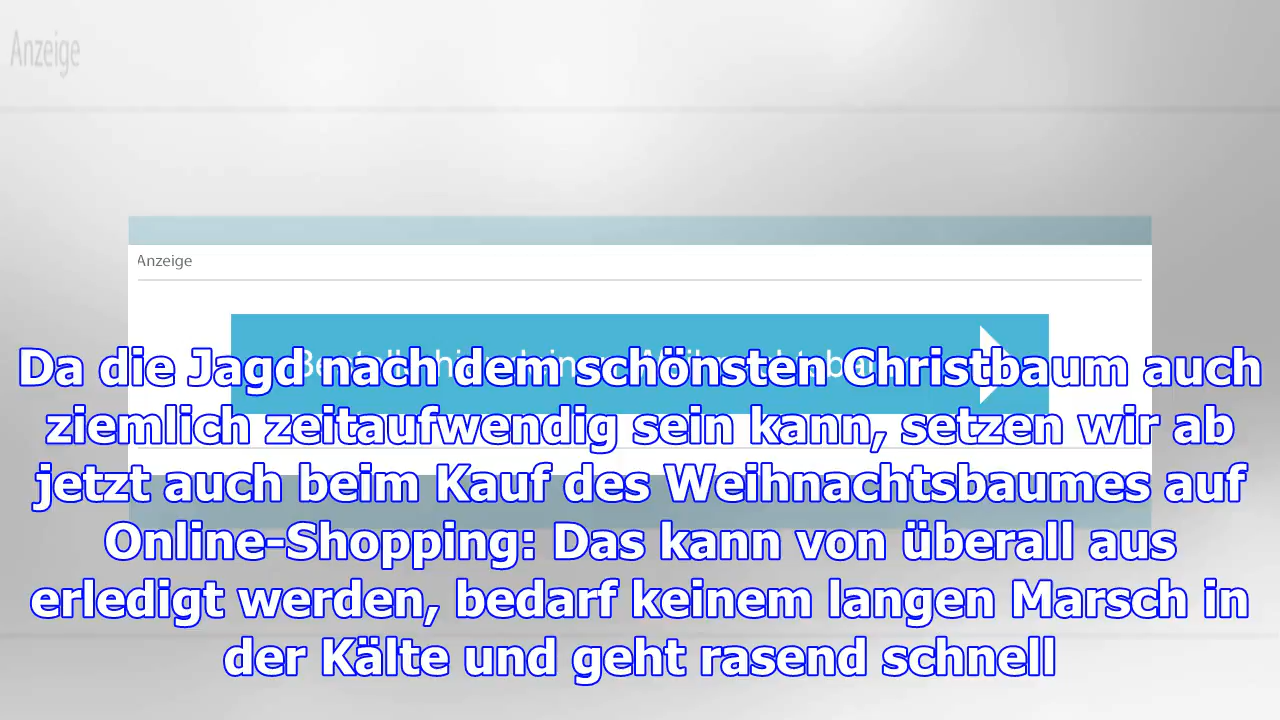 Anzeige
Anzeige
Da die Jagd nach dem schönsten Christbaum auch
ziemlich zeitaufwendig sein kann, setzen wir ab
jetzt auch beim Kauf des Weihnachtsbaumes auf
Online-Shopping: Das kann von überall aus
erledigt werden, bedarf keinem langen Marsch in
der Kälte und geht rasend schnell